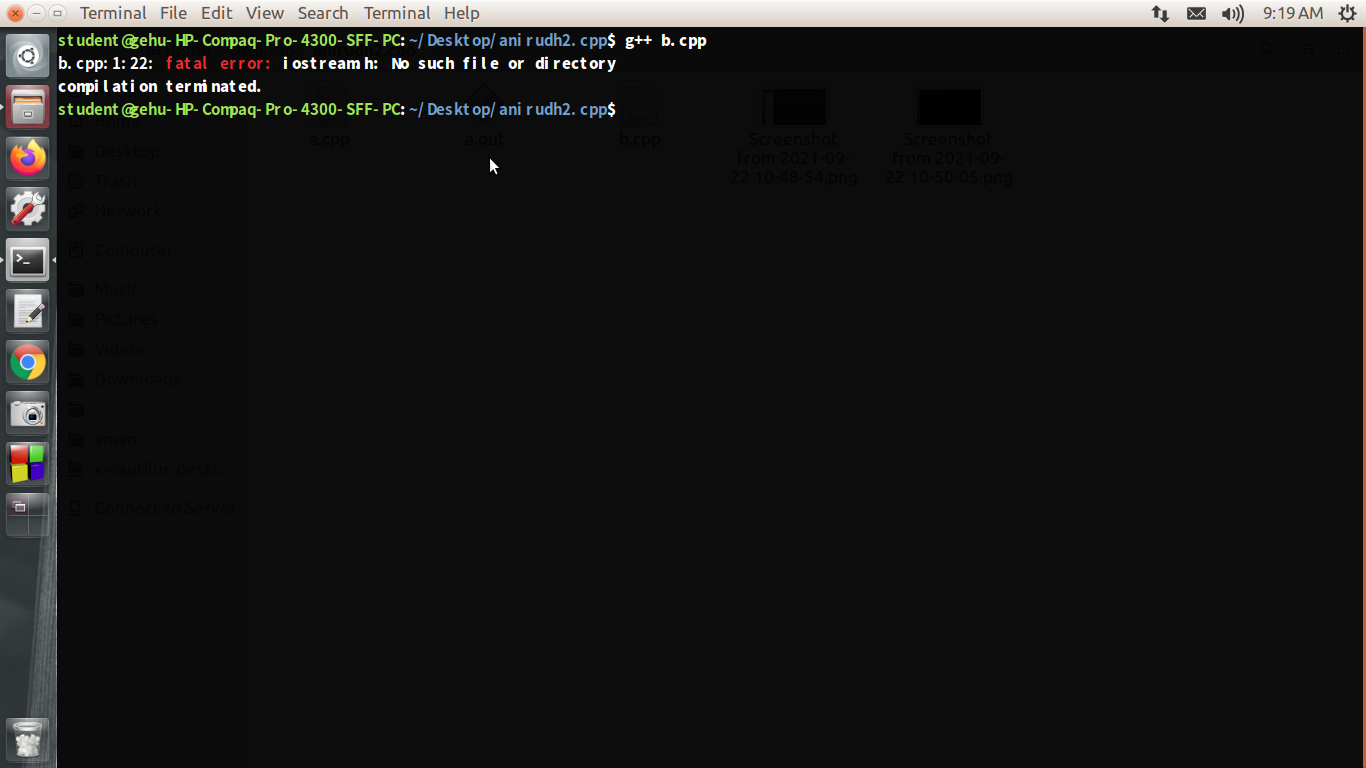 Terminal File Edit View Search Terminal Help 9:19 AM
student@gehu-HP-Compaq-Pro-4300-SFF-PC:~/Desktop/anirudh2.cpp$ g++ b.cpp
b.cpp:1:22: fatal error: iostream.h: No such file or directory
compilation terminated.
student@gehu-HP-Compaq-Pro-4300-SFF-PC:~/Desktop/anirudh2.cpp$
a.cpp a.out b.cpp Screenshot from 2021-09-22 10-48-54.png Screenshot from 2021-09-22 10-50-05.png
Desktop
Trash
Network
Computer
Music
Pictures
Videos
Downloads
aman
x-nautilus-deskt...
Connect to Server